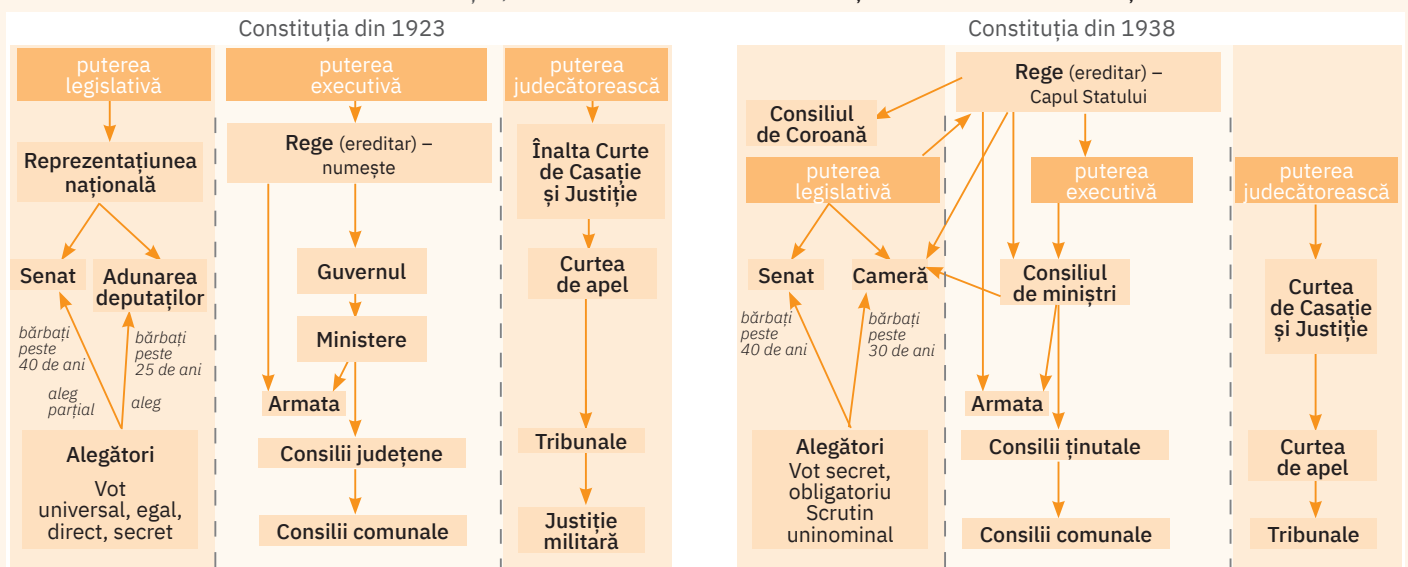 Constituția din 1923
puterea
legislativă
Reprezentațiunea
națională
Senat
Adunarea
deputaților
bărbați
peste
40 de ani
bărbați
peste
25 de ani
aleg
parțial
aleg
Alegători
Vot
universal, egal,
direct, secret
puterea
executivă
Rege (ereditar) –
numește
Guvernul
Ministere
Armata
Consilii județene
Consilii comunale
puterea
judecătorească
Înalta Curte
de Casație
și Justiție
Curtea
de apel
Tribunale
Justiție
militară
Constituția din 1938
Rege (ereditar) –
Capul Statului
Consiliul
de Coroană
puterea
legislativă
Senat
Cameră
bărbați
peste
40 de ani
bărbați
peste
30 de ani
Alegători
Vot secret,
obligatoriu
Scrutin
uninominal
puterea
executivă
Consiliul
de miniștri
Armata
Consilii ținutale
Consilii comunale
puterea
judecătorească
Curtea
de Casație
și Justiție
Curtea
de apel
Tribunale